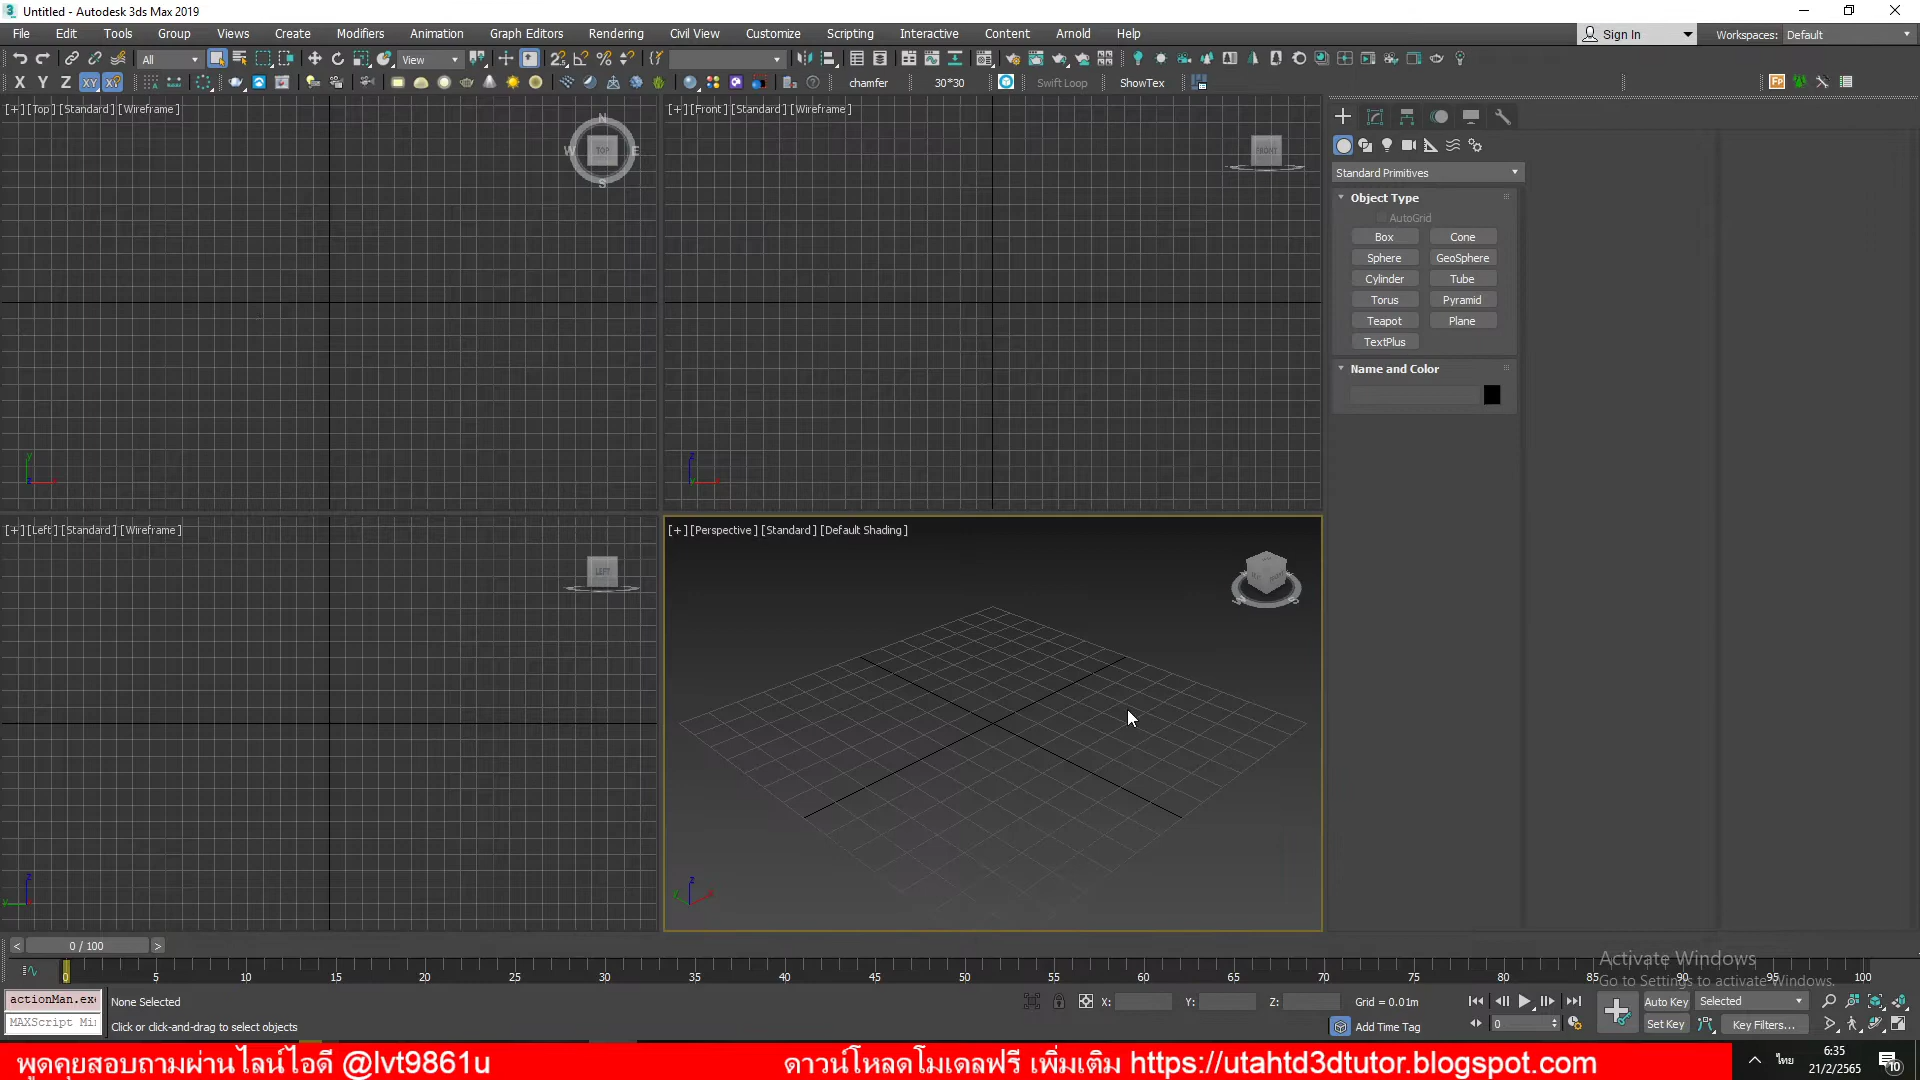 Untitled - Autodesk 3ds Max 2019
File Edit Tools Group Views Create Modifiers Animation Graph Editors Rendering Civil View Customize Scripting Interactive Content Arnold Help
Sign In Workspaces: Default
All View
X Y Z XY chamfer 30*30 Swift Loop ShowTex
[+] [Top] [Standard] [Wireframe]
[+] [Front] [Standard] [Wireframe]
N
W TOP E
S
FRONT
Standard Primitives
Object Type
AutoGrid
Box Cone
Sphere GeoSphere
Cylinder Tube
Torus Pyramid
Teapot Plane
TextPlus
Name and Color
[+] [Left] [Standard] [Wireframe]
[+] [Perspective] [Standard] [Default Shading]
LEFT
0 / 100
0 5 10 15 20 25 30 35 40 45 50 55 60 65 70 75 80 85 90 95 100
Activate Windows
Go to Settings to activate Windows.
actionMan.exe
None Selected
X: Y: Z: Grid = 0.01m
Auto Key Selected
MAXScript Mi
Click or click-and-drag to select objects
Add Time Tag
0
Set Key Key Filters...
พูดคุยสอบถามผ่านไลน์ไอดี @lvt9861u
ดาวน์โหลดโมเดลฟรี เพิ่มเติม https://utahtd3dtutor.blogspot.com
ไทย
6:35
21/2/2565
10